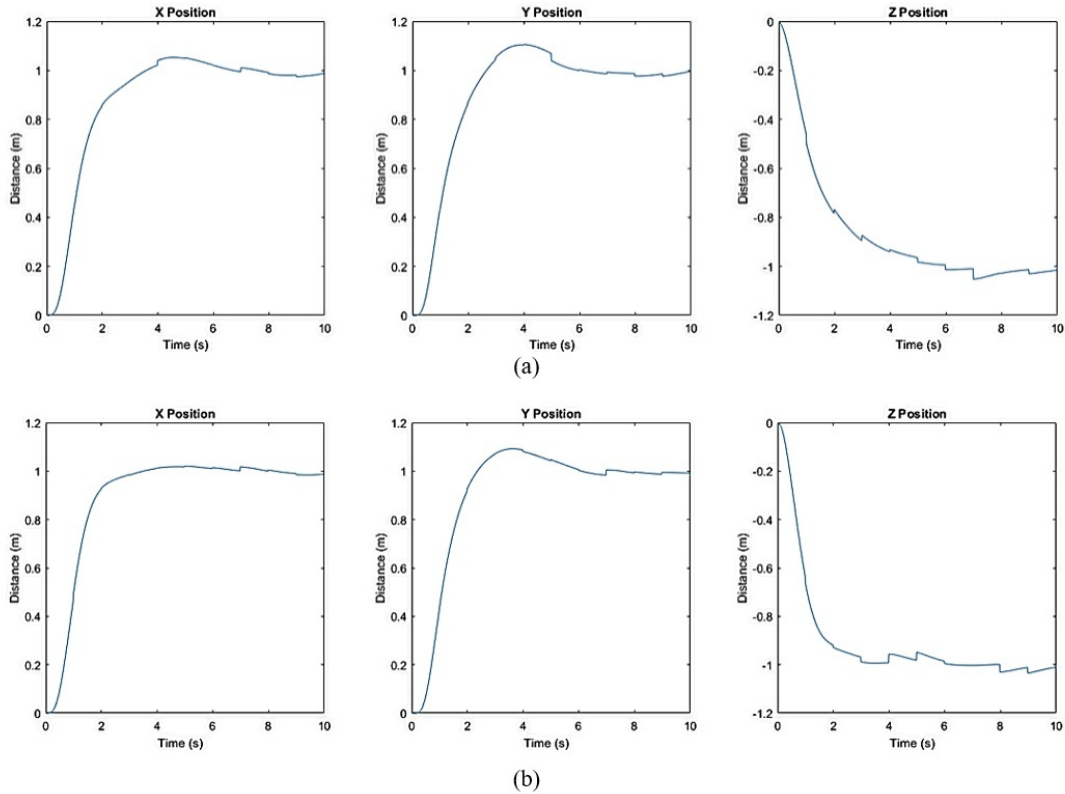 X Position
Y Position
Z Position
1.2
1
0.8
0.6
0.4
0.2
0
Distance (m)
0 2 4 6 8 10
Time (s)
1.2
1
0.8
0.6
0.4
0.2
0
Distance (m)
0 2 4 6 8 10
Time (s)
0
-0.2
-0.4
-0.6
-0.8
-1
-1.2
Distance (m)
0 2 4 6 8 10
Time (s)
(a)
X Position
Y Position
Z Position
1.2
1
0.8
0.6
0.4
0.2
0
Distance (m)
0 2 4 6 8 10
Time (s)
1.2
1
0.8
0.6
0.4
0.2
0
Distance (m)
0 2 4 6 8 10
Time (s)
0
-0.2
-0.4
-0.6
-0.8
-1
-1.2
Distance (m)
0 2 4 6 8 10
Time (s)
(b)